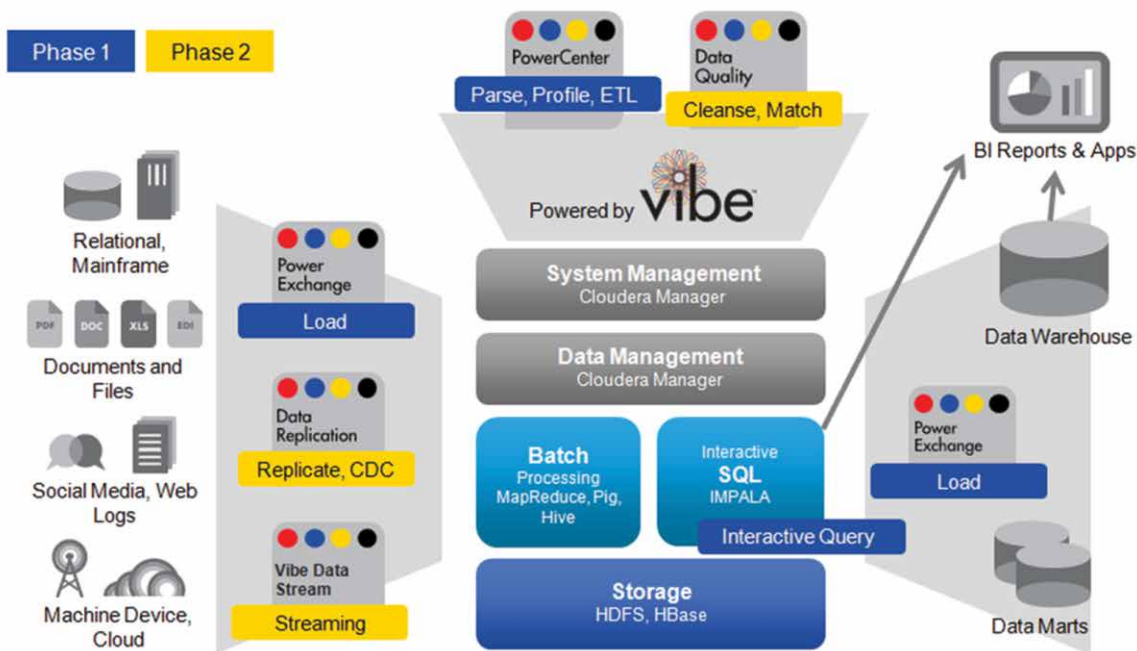 Phase 1
Phase 2
PowerCenter
Parse, Profile, ETL
Data
Quality
Cleanse, Match
Powered by vibe™
BI Reports & Apps
Relational,
Mainframe
PDF DOC XLS EDI
Documents and
Files
Social Media, Web
Logs
Machine Device,
Cloud
Power
Exchange
Load
Data
Replication
Replicate, CDC
Vibe Data
Stream
Streaming
System Management
Cloudera Manager
Data Management
Cloudera Manager
Batch
Processing
MapReduce, Pig,
Hive
Interactive
SQL
IMPALA
Interactive Query
Storage
HDFS, HBase
Data Warehouse
Power
Exchange
Load
Data Marts